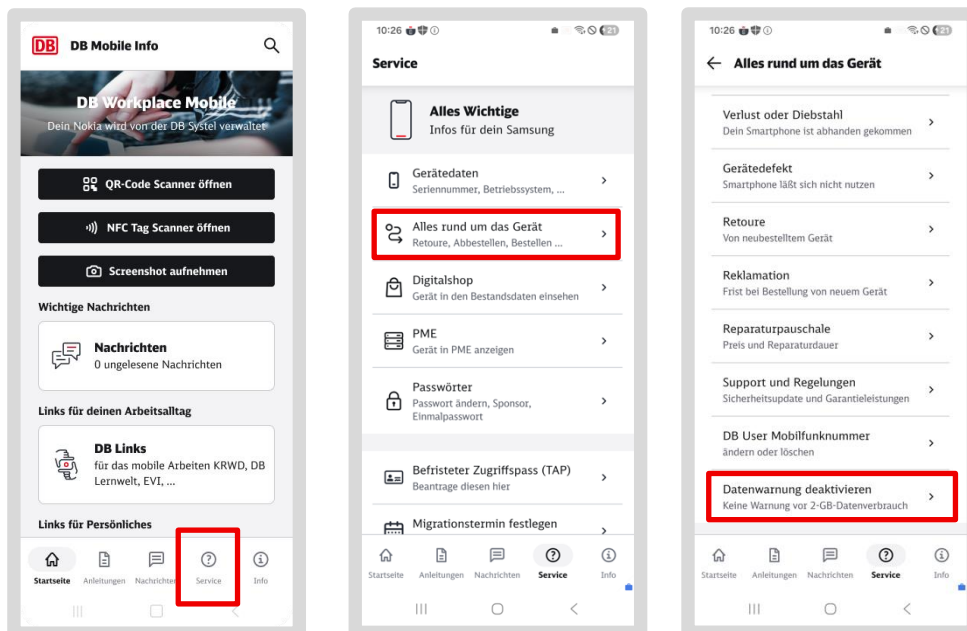 DB DB Mobile Info
DB Workplace Mobile
Dein Nokia wird von der DB Systel verwaltet
QR-Code Scanner öffnen
NFC Tag Scanner öffnen
Screenshot aufnehmen
Wichtige Nachrichten
Nachrichten
0 ungelesene Nachrichten
Links für deinen Arbeitsalltag
DB Links
für das mobile Arbeiten KRWD, DB
Lernwelt, EVI, ...
Links für Persönliches
Startseite Anleitungen Nachrichten Service Info
10:26 21
Service
Alles Wichtige
Infos für dein Samsung
Gerätedaten
Seriennummer, Betriebssystem, ...
Alles rund um das Gerät
Retoure, Abbestellen, Bestellen ...
Digitalshop
Gerät in den Bestandsdaten einsehen
PME
Gerät in PME anzeigen
Passwörter
Passwort ändern, Sponsor,
Einmalpasswort
Befristeter Zugriffspass (TAP)
Beantrage diesen hier
Migrationstermin festlegen
Startseite Anleitungen Nachrichten Service Info
10:26 21
Alles rund um das Gerät
Verlust oder Diebstahl
Dein Smartphone ist abhanden gekommen
Gerätedefekt
Smartphone läßt sich nicht nutzen
Retoure
Von neubestelltem Gerät
Reklamation
Frist bei Bestellung von neuem Gerät
Reparaturpauschale
Preis und Reparaturdauer
Support und Regelungen
Sicherheitsupdate und Garantieleistungen
DB User Mobilfunknummer
ändern oder löschen
Datenwarnung deaktivieren
Keine Warnung vor 2-GB-Datenverbrauch
Startseite Anleitungen Nachrichten Service Info